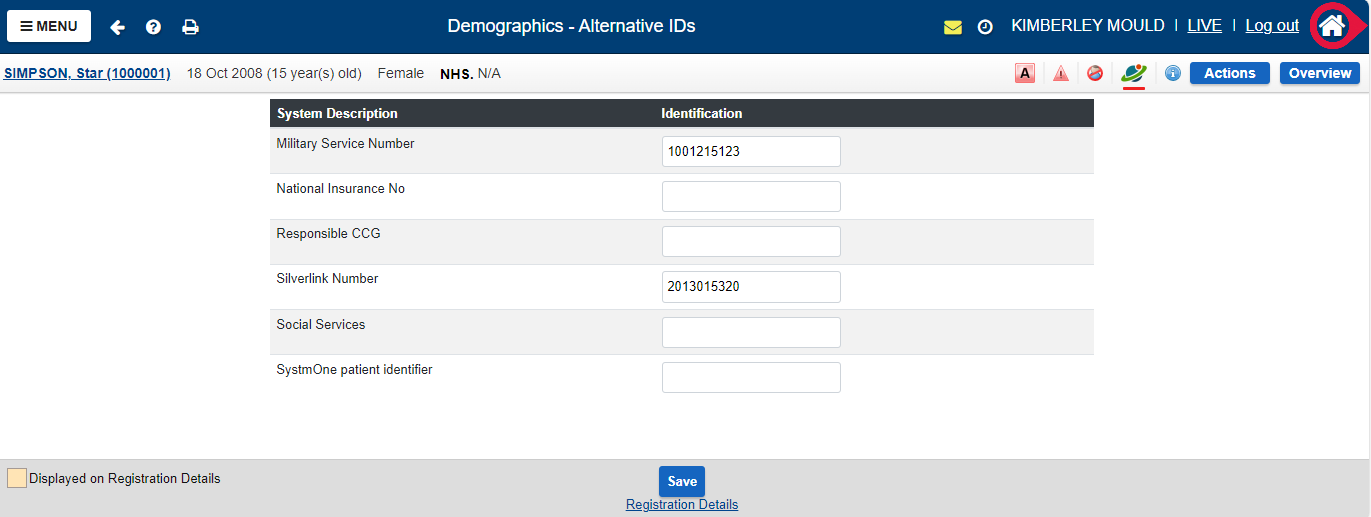 MENU ? Demographics - Alternative IDs KIMBERLEY MOULD | LIVE | Log out
SIMPSON, Star (1000001) 18 Oct 2008 (15 year(s) old) Female NHS. N/A A i Actions Overview
System Description Identification
Military Service Number 1001215123
National Insurance No
Responsible CCG
Silverlink Number 2013015320
Social Services
SystmOne patient identifier
Displayed on Registration Details Save
Registration Details